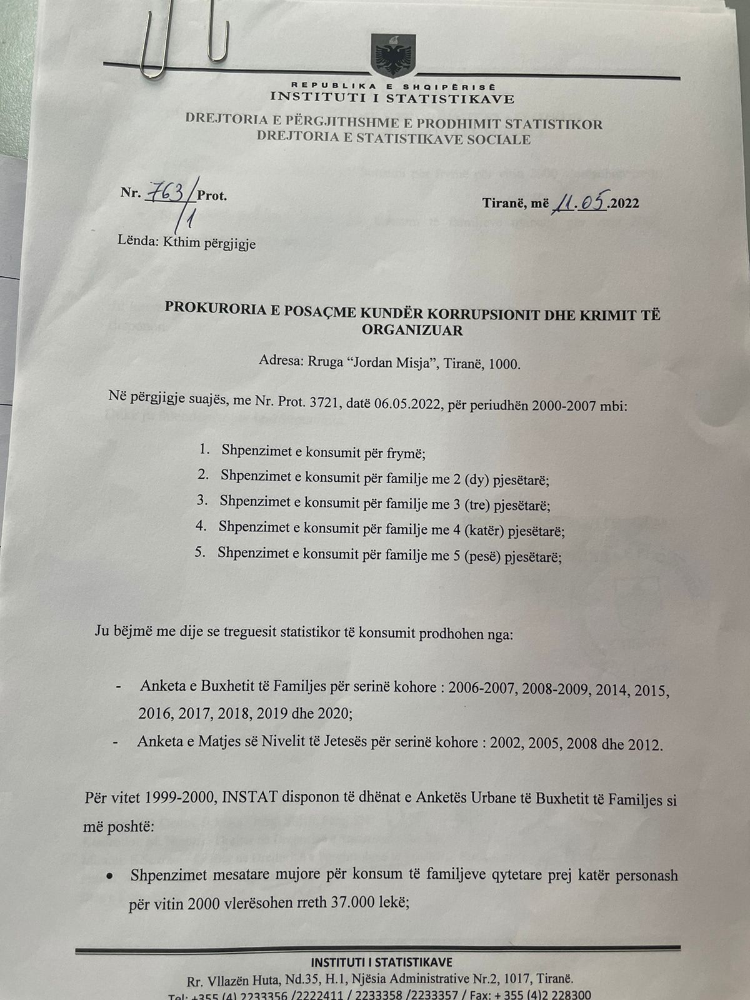 REPUBLIKA E SHQIPËRISË
INSTITUTI I STATISTIKAVE
DREJTORIA E PËRGJITHSHME E PRODHIMIT STATISTIKOR
DREJTORIA E STATISTIKAVE SOCIALE
Nr. 763/1 Prot.
Tiranë, më 11.05.2022
Lënda: Kthim përgjigje
PROKURORIA E POSAÇME KUNDËR KORRUPSIONIT DHE KRIMIT TË
ORGANIZUAR
Adresa: Rruga “Jordan Misja”, Tiranë, 1000.
Në përgjigje suajës, me Nr. Prot. 3721, datë 06.05.2022, për periudhën 2000-2007 mbi:
1. Shpenzimet e konsumit për frymë;
2. Shpenzimet e konsumit për familje me 2 (dy) pjesëtarë;
3. Shpenzimet e konsumit për familje me 3 (tre) pjesëtarë;
4. Shpenzimet e konsumit për familje me 4 (katër) pjesëtarë;
5. Shpenzimet e konsumit për familje me 5 (pesë) pjesëtarë;
Ju bëjmë me dije se treguesit statistikor të konsumit prodhohen nga:
- Anketa e Buxhetit të Familjes për serinë kohore : 2006-2007, 2008-2009, 2014, 2015,
2016, 2017, 2018, 2019 dhe 2020;
- Anketa e Matjes së Nivelit të Jetesës për serinë kohore : 2002, 2005, 2008 dhe 2012.
Për vitet 1999-2000, INSTAT disponon të dhënat e Anketës Urbane të Buxhetit të Familjes si
më poshtë:
• Shpenzimet mesatare mujore për konsum të familjeve qytetare prej katër personash
për vitin 2000 vlerësohen rreth 37.000 lekë;
INSTITUTI I STATISTIKAVE
Rr. Vllazën Huta, Nd.35, H.1, Njësia Administrative Nr.2, 1017, Tiranë.
Tel: +355 (4) 2233356 /2222411 / 2233358 /2233357 / Fax: + 355 (4)2 228300